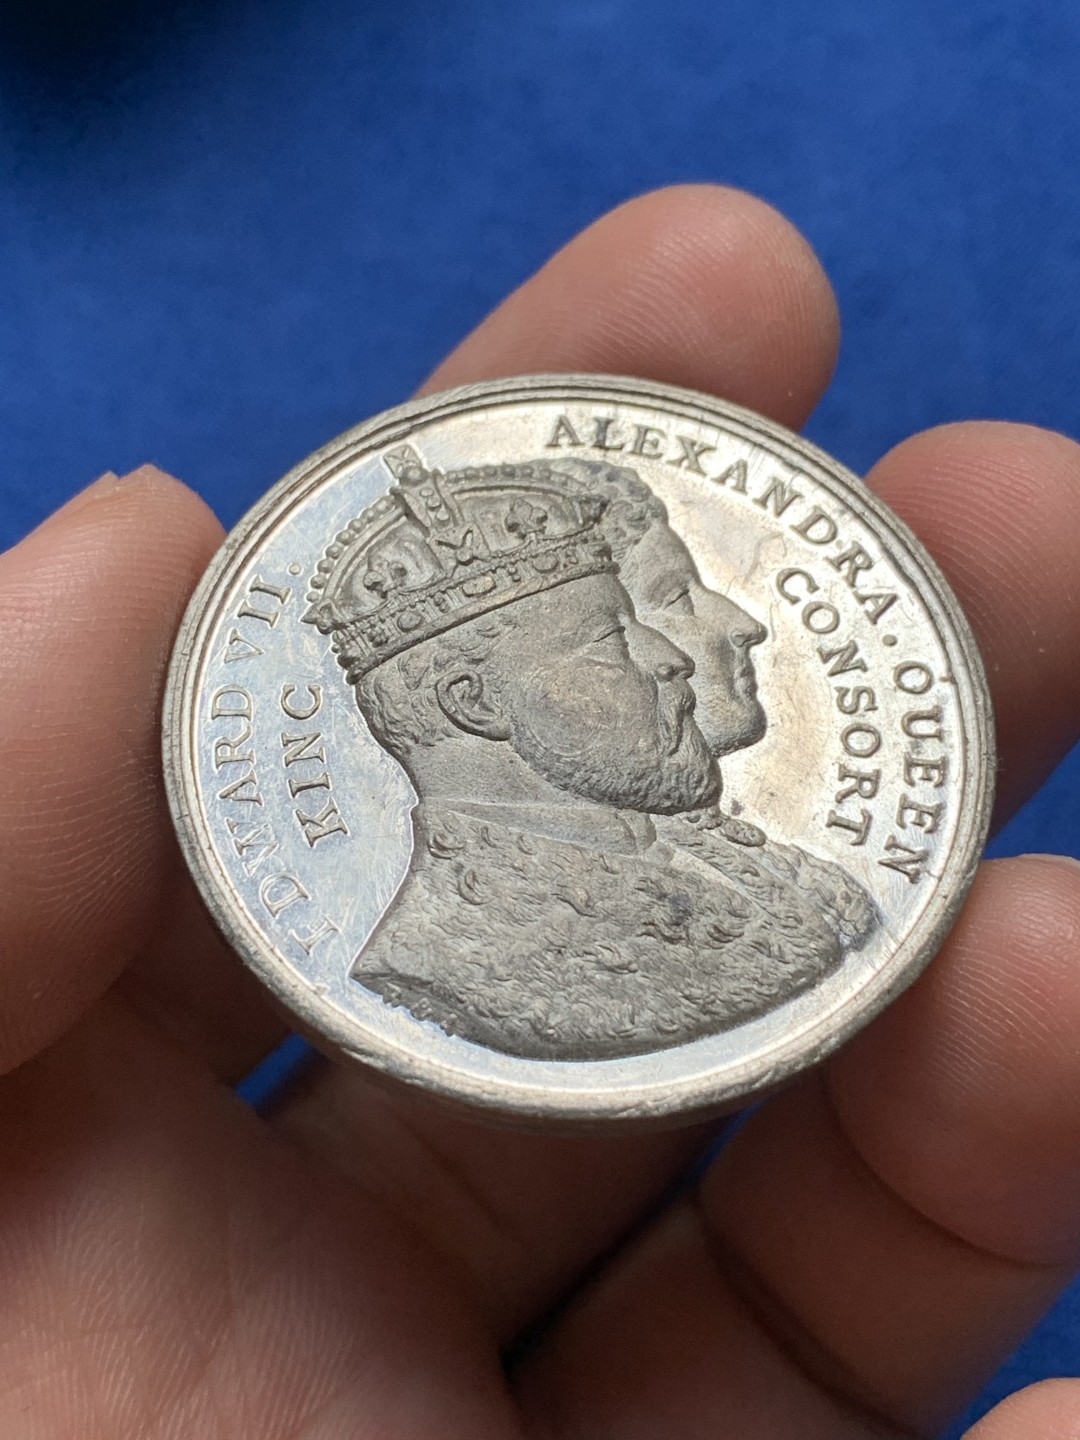 EDWARD VII.
KING
ALEXANDRA. QUEEN
CONSORT